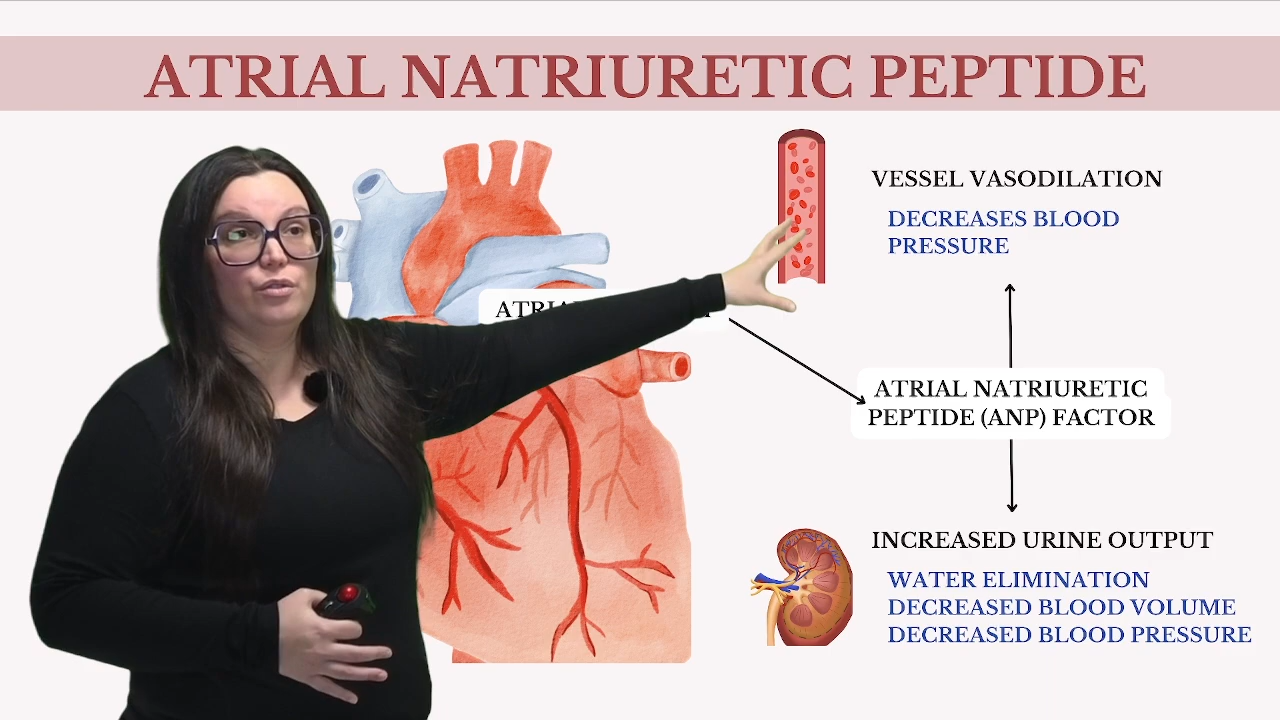 ATRIAL NATRIURETIC PEPTIDE
VESSEL VASODILATION
DECREASES BLOOD
PRESSURE
ATRIAL NATRIURETIC
PEPTIDE (ANP) FACTOR
INCREASED URINE OUTPUT
WATER ELIMINATION
DECREASED BLOOD VOLUME
DECREASED BLOOD PRESSURE